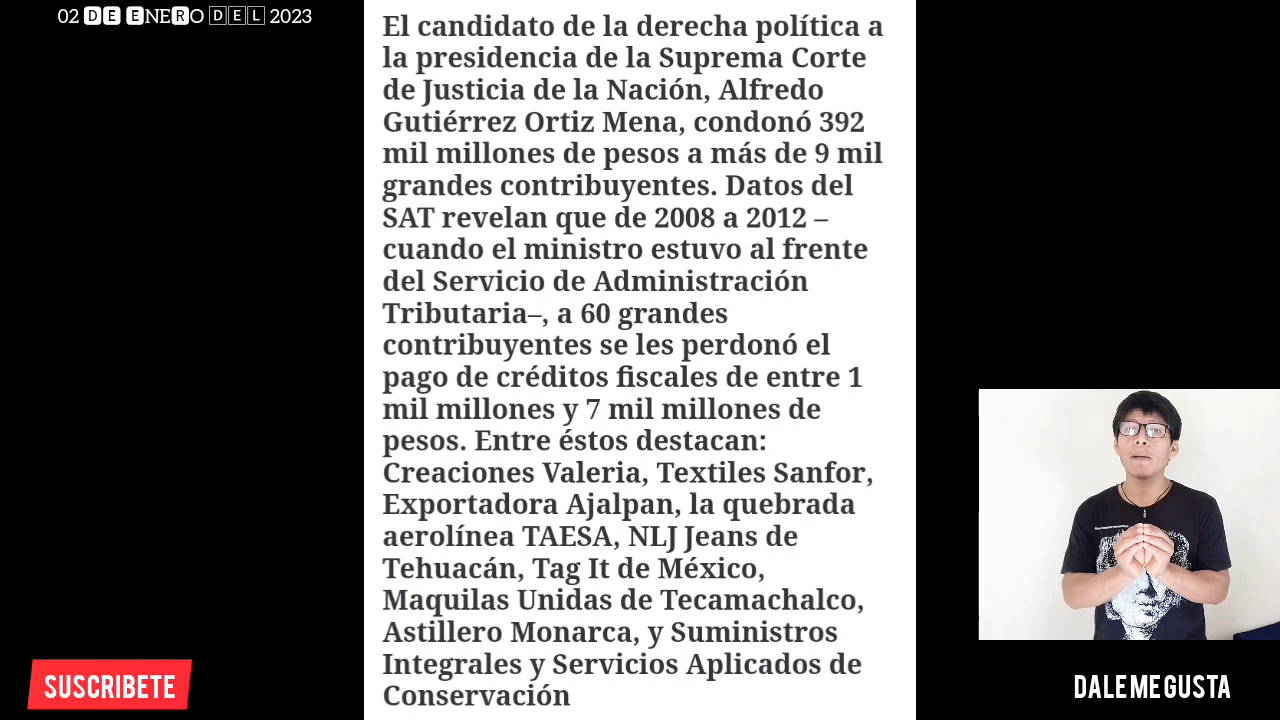 02 DE ENERO DEL 2023
El candidato de la derecha política a
la presidencia de la Suprema Corte
de Justicia de la Nación, Alfredo
Gutiérrez Ortiz Mena, condonó 392
mil millones de pesos a más de 9 mil
grandes contribuyentes. Datos del
SAT revelan que de 2008 a 2012 –
cuando el ministro estuvo al frente
del Servicio de Administración
Tributaria–, a 60 grandes
contribuyentes se les perdonó el
pago de créditos fiscales de entre 1
mil millones y 7 mil millones de
pesos. Entre éstos destacan:
Creaciones Valeria, Textiles Sanfor,
Exportadora Ajalpan, la quebrada
aerolínea TAESA, NLJ Jeans de
Tehuacán, Tag It de México,
Maquilas Unidas de Tecamachalco,
Astillero Monarca, y Suministros
Integrales y Servicios Aplicados de
Conservación
SUSCRIBETE
DALE ME GUSTA